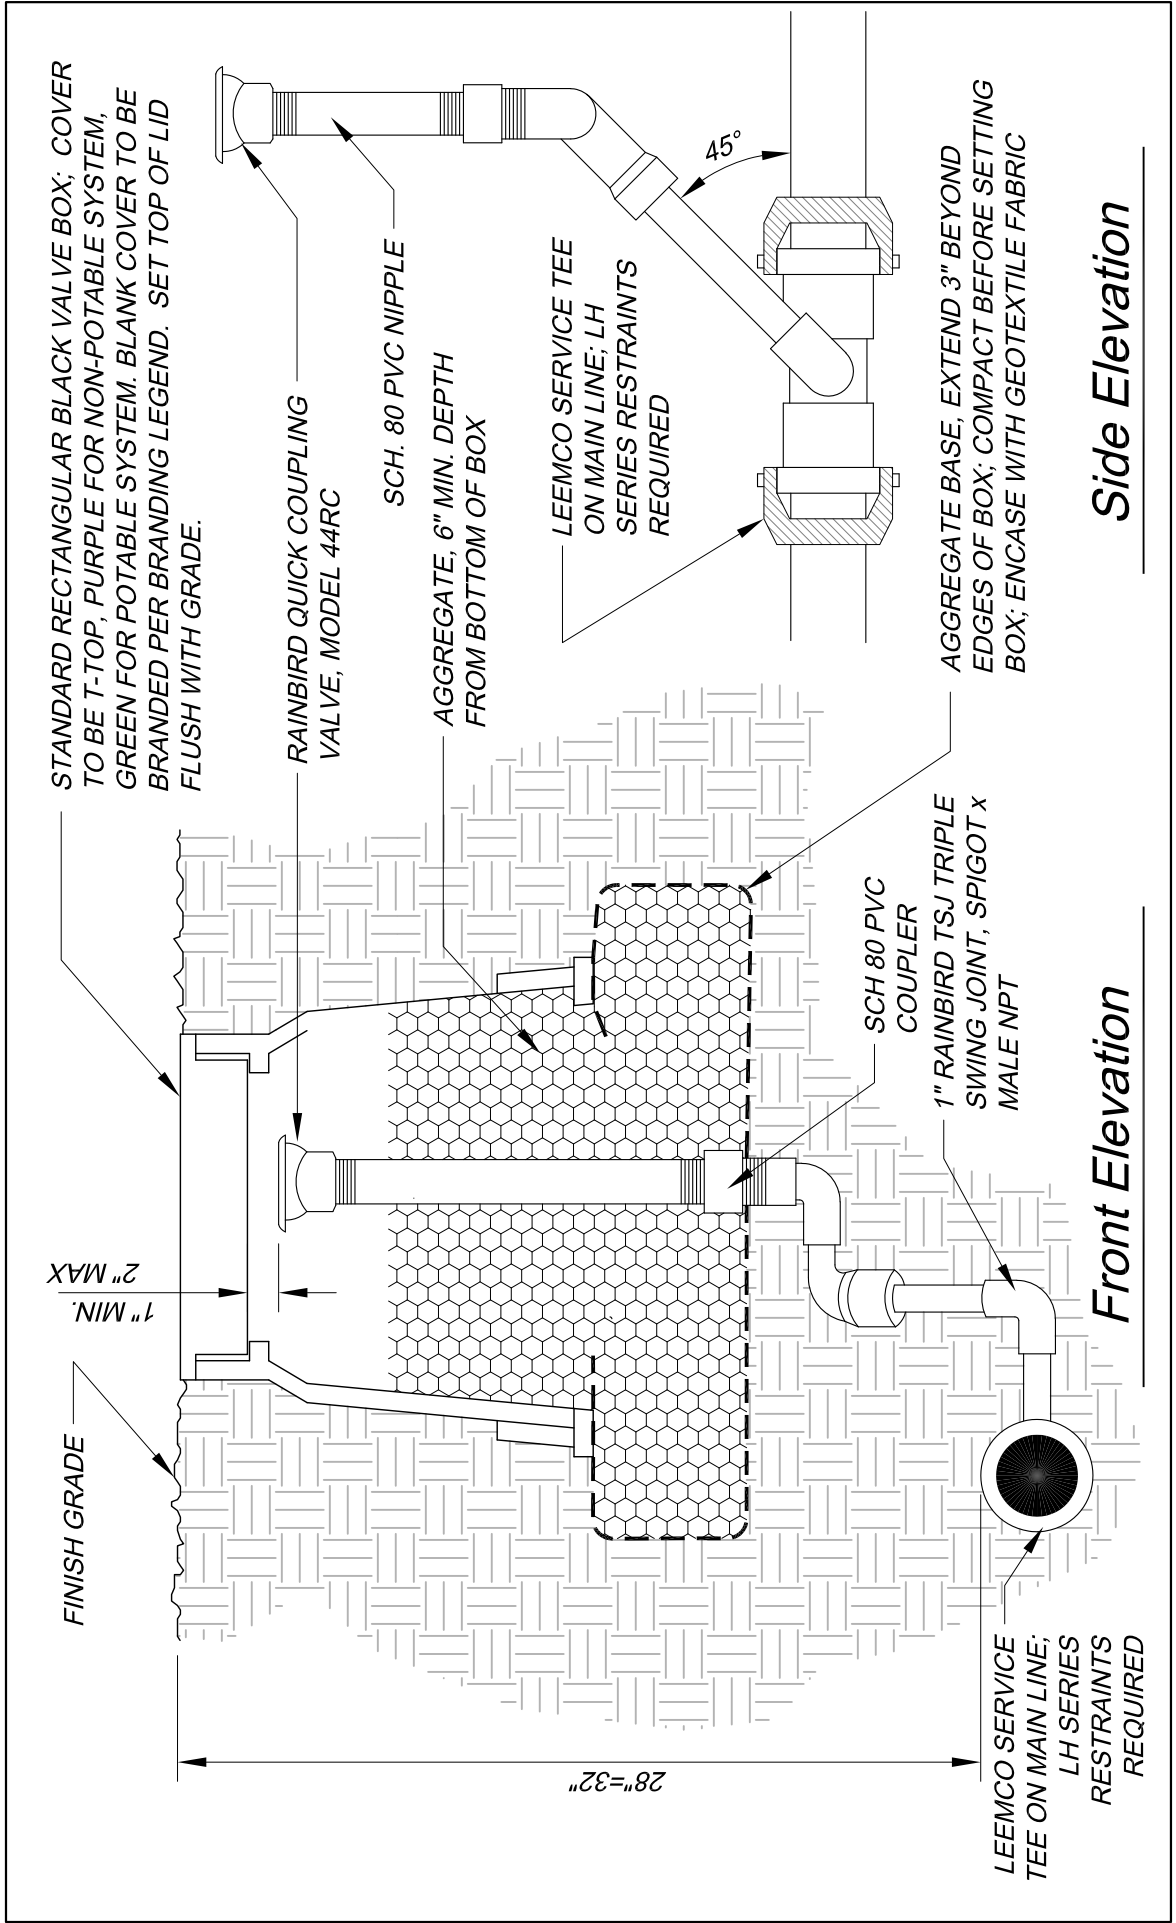 STANDARD RECTANGULAR BLACK VALVE BOX; COVER
TO BE T-TOP, PURPLE FOR NON-POTABLE SYSTEM,
GREEN FOR POTABLE SYSTEM. BLANK COVER TO BE
BRANDED PER BRANDING LEGEND. SET TOP OF LID
FLUSH WITH GRADE.
FINISH GRADE
1" MIN.
2" MAX
RAINBIRD QUICK COUPLING
VALVE, MODEL 44RC
SCH. 80 PVC NIPPLE
AGGREGATE, 6" MIN. DEPTH
FROM BOTTOM OF BOX
LEEMCO SERVICE TEE
ON MAIN LINE; LH
SERIES RESTRAINTS
REQUIRED
45°
28"=32"
AGGREGATE BASE, EXTEND 3" BEYOND
EDGES OF BOX; COMPACT BEFORE SETTING
BOX; ENCASE WITH GEOTEXTILE FABRIC
SCH 80 PVC
COUPLER
1" RAINBIRD TSJ TRIPLE
SWING JOINT, SPIGOT x
MALE NPT
LEEMCO SERVICE
TEE ON MAIN LINE;
LH SERIES
RESTRAINTS
REQUIRED
Front Elevation
Side Elevation